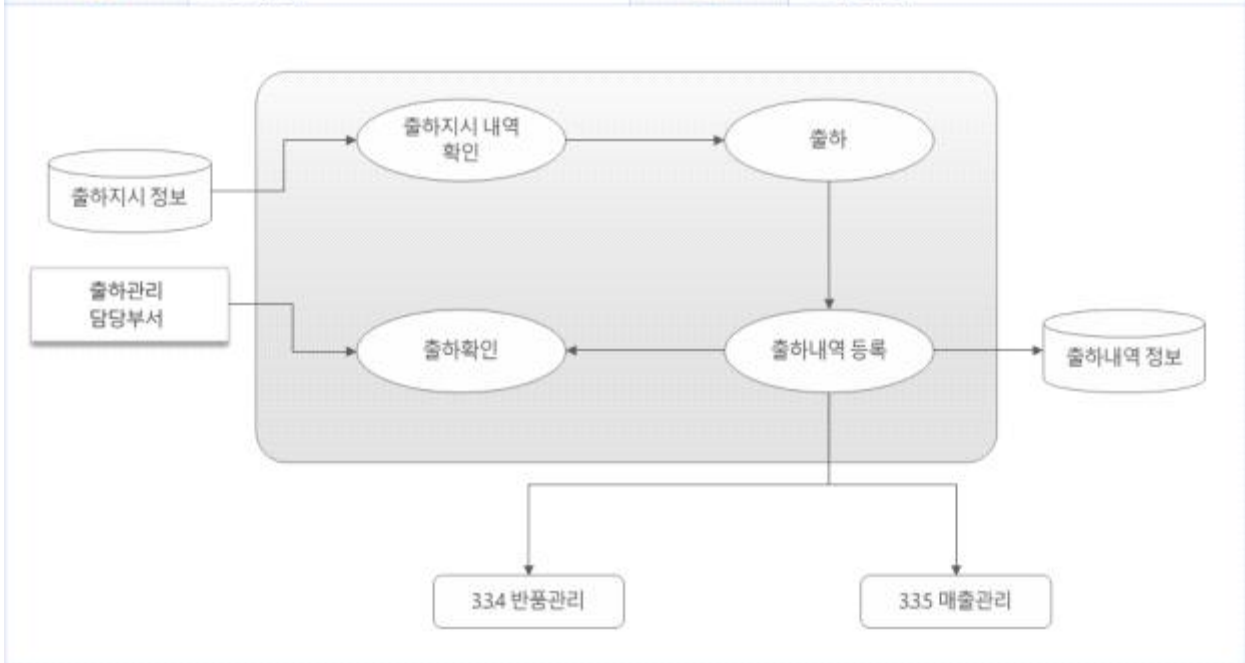 출하지시 내역
확인
출하
출하지시 정보
출하관리
담당부서
출하확인
출하내역 등록
출하내역 정보
3.3.4 반품관리
3.3.5 매출관리